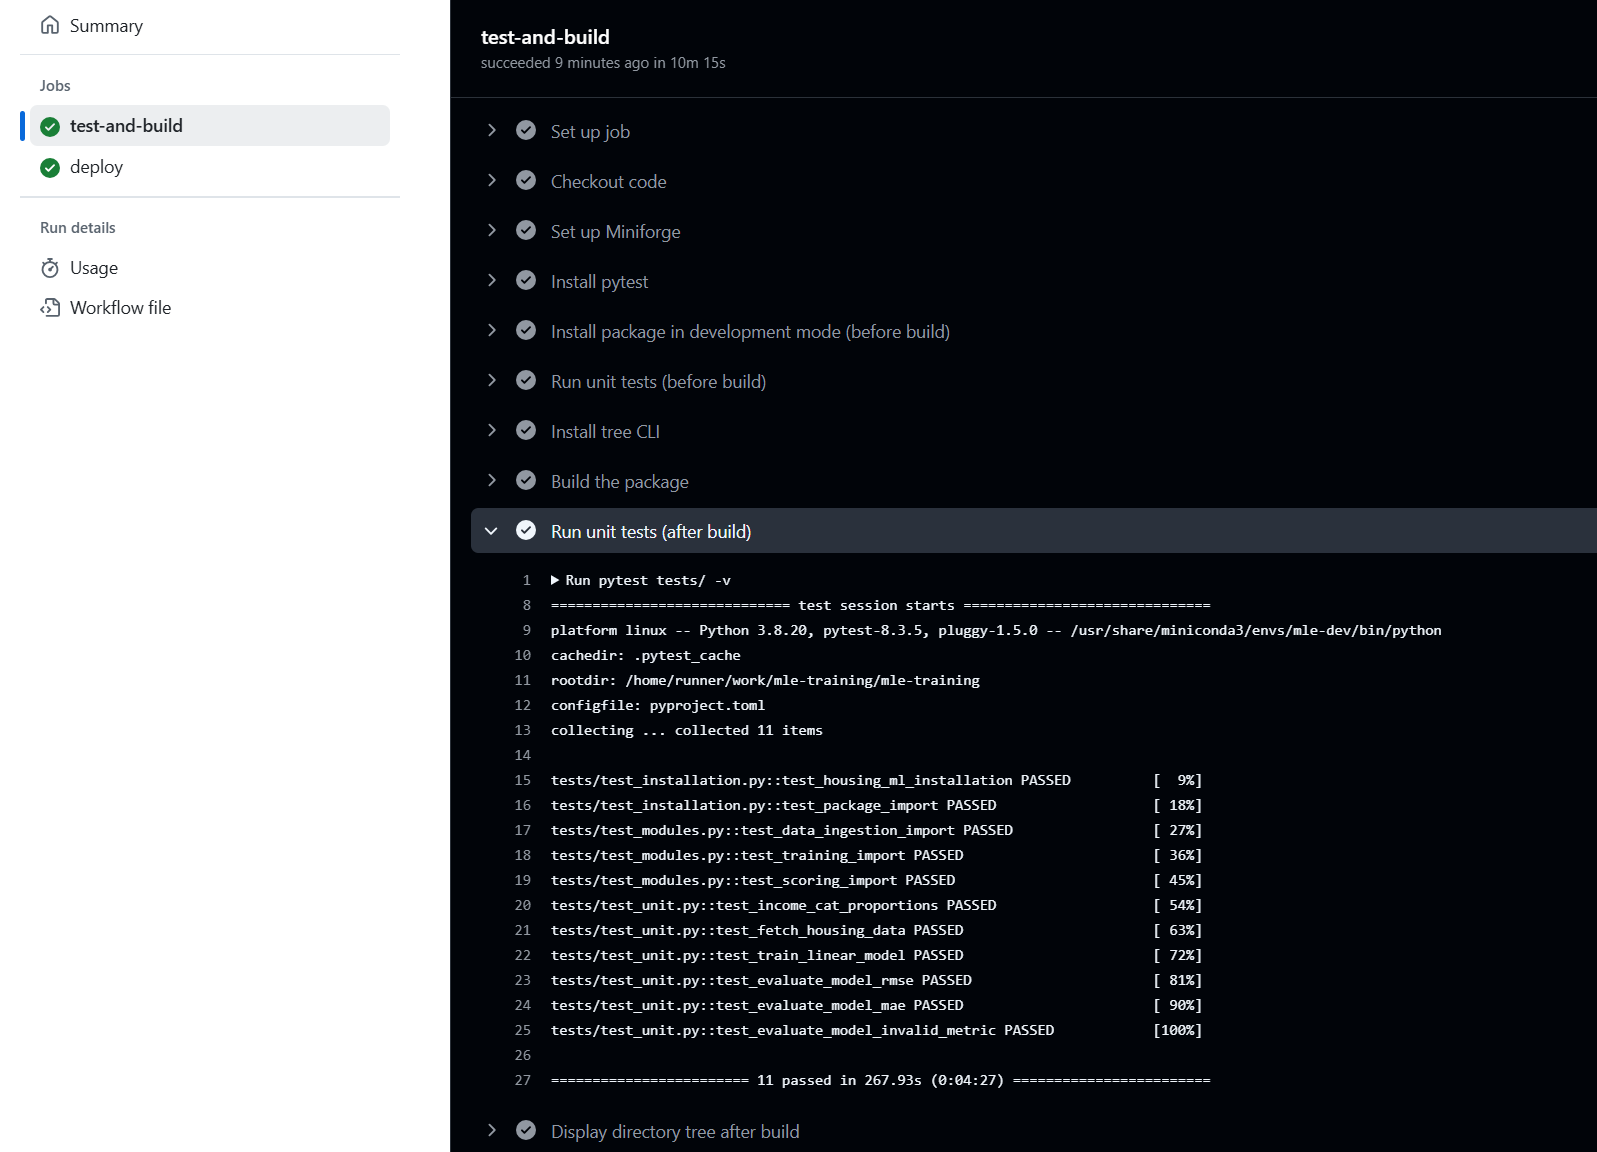 Summary
Jobs
test-and-build
deploy
Run details
Usage
Workflow file
test-and-build
succeeded 9 minutes ago in 10m 15s
Set up job
Checkout code
Set up Miniforge
Install pytest
Install package in development mode (before build)
Run unit tests (before build)
Install tree CLI
Build the package
Run unit tests (after build)
1 Run pytest tests/ -v
8 ============================= test session starts ==============================
9 platform linux -- Python 3.8.20, pytest-8.3.5, pluggy-1.5.0 -- /usr/share/miniconda3/envs/mle-dev/bin/python
10 cachedir: .pytest_cache
11 rootdir: /home/runner/work/mle-training/mle-training
12 configfile: pyproject.toml
13 collecting ... collected 11 items
14
15 tests/test_installation.py::test_housing_ml_installation PASSED [  9%]
16 tests/test_installation.py::test_package_import PASSED [ 18%]
17 tests/test_modules.py::test_data_ingestion_import PASSED [ 27%]
18 tests/test_modules.py::test_training_import PASSED [ 36%]
19 tests/test_modules.py::test_scoring_import PASSED [ 45%]
20 tests/test_unit.py::test_income_cat_proportions PASSED [ 54%]
21 tests/test_unit.py::test_fetch_housing_data PASSED [ 63%]
22 tests/test_unit.py::test_train_linear_model PASSED [ 72%]
23 tests/test_unit.py::test_evaluate_model_rmse PASSED [ 81%]
24 tests/test_unit.py::test_evaluate_model_mae PASSED [ 90%]
25 tests/test_unit.py::test_evaluate_model_invalid_metric PASSED [100%]
26
27 ======================== 11 passed in 267.93s (0:04:27) ========================
Display directory tree after build